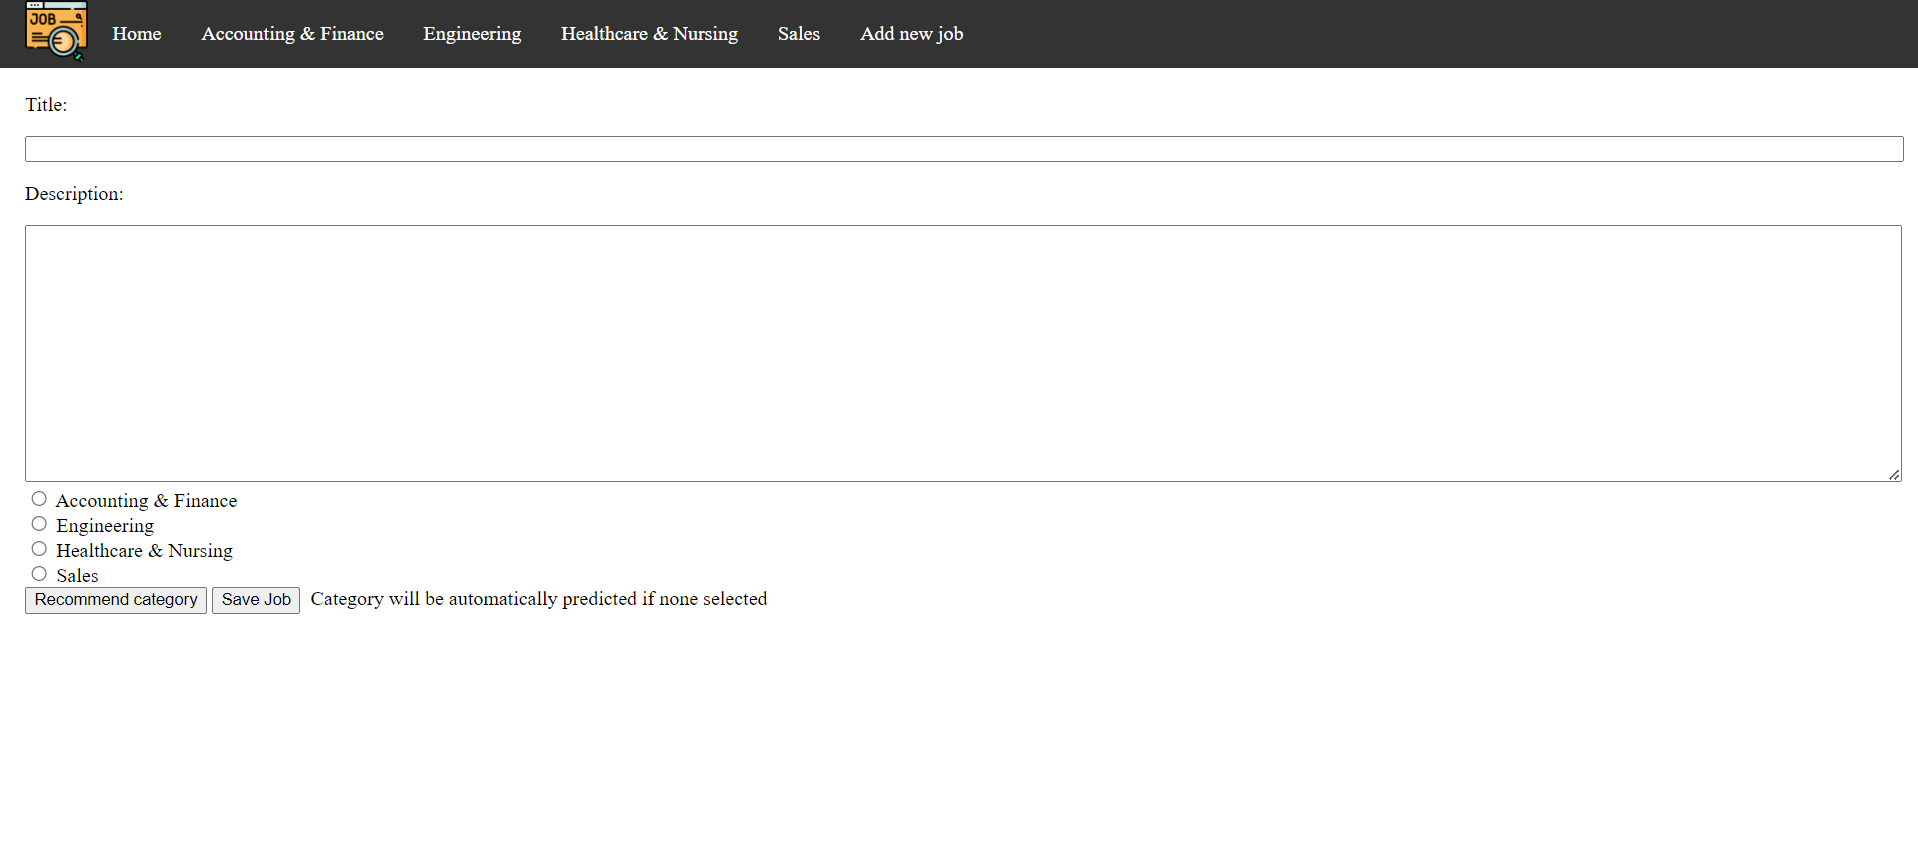 JOB
Home Accounting & Finance Engineering Healthcare & Nursing Sales Add new job
Title:
Description:
Accounting & Finance
Engineering
Healthcare & Nursing
Sales
Recommend category Save Job Category will be automatically predicted if none selected